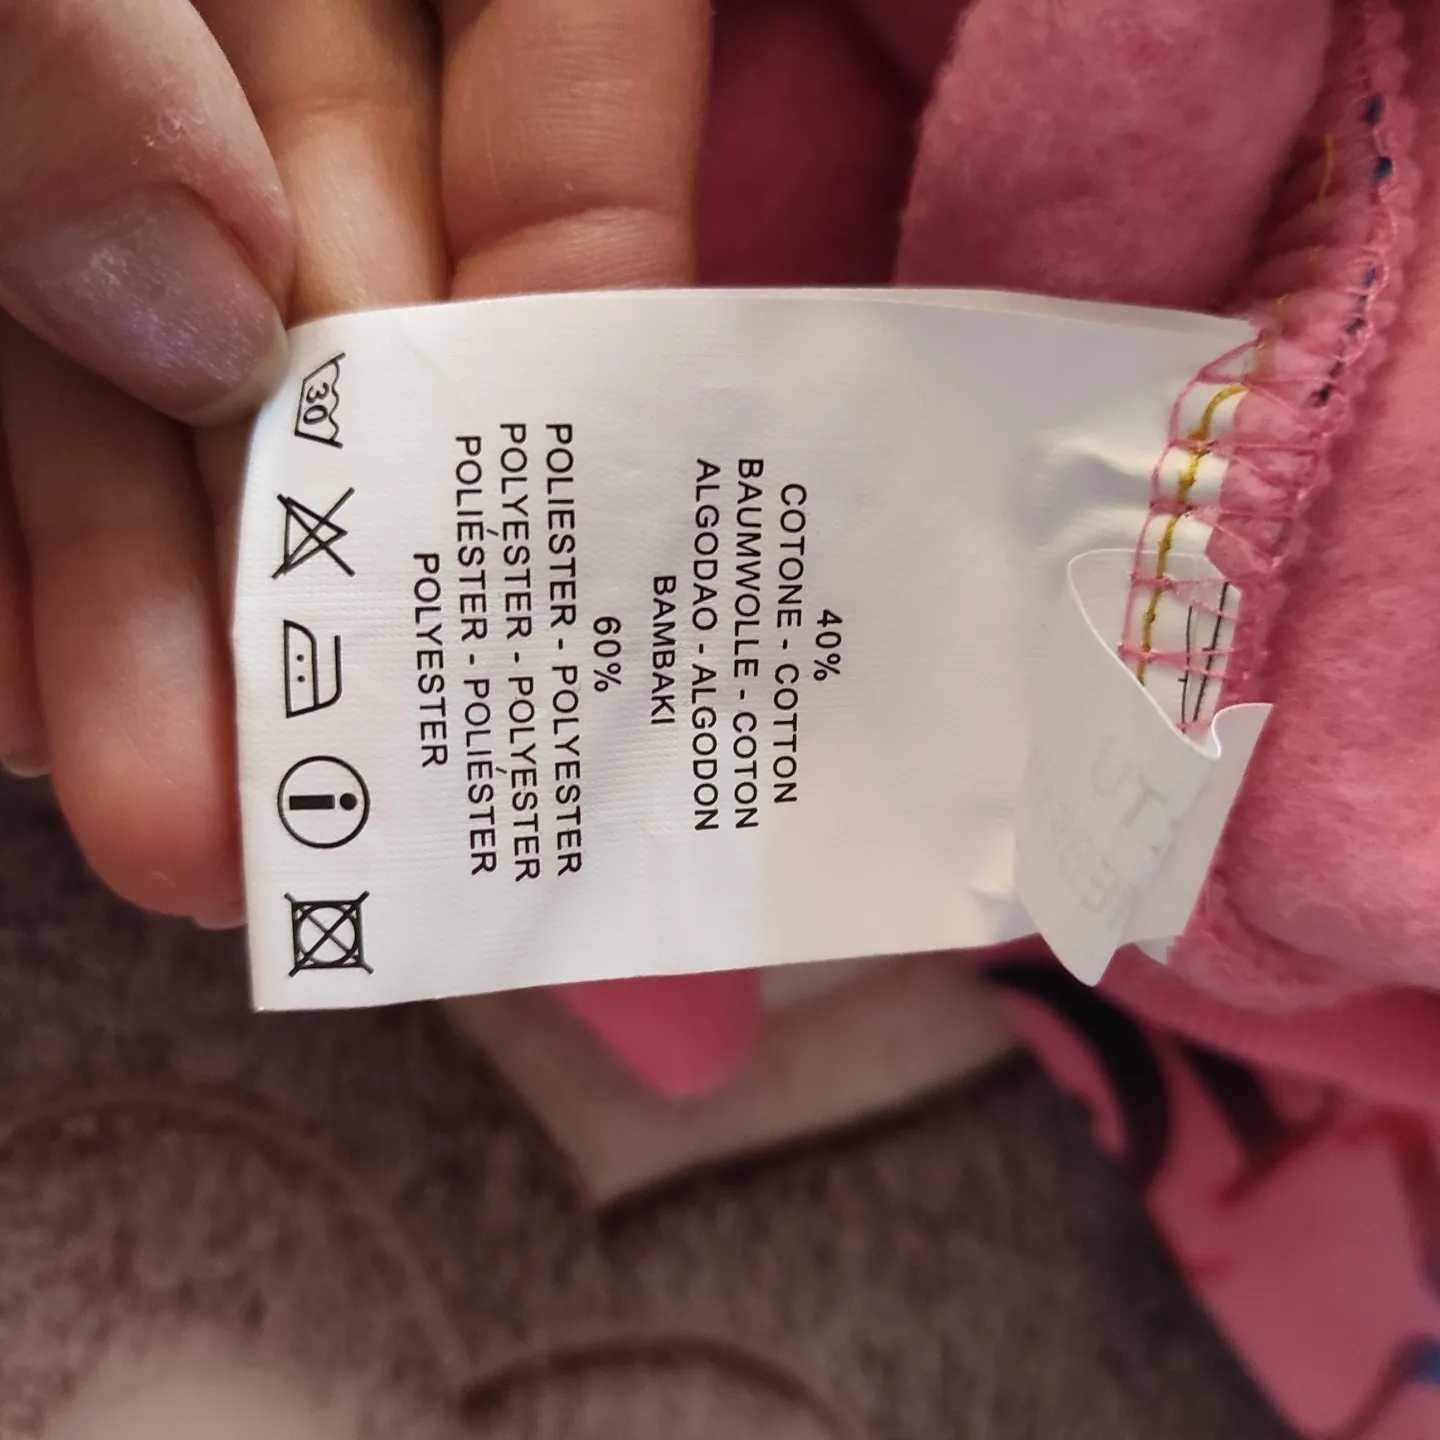 40%
COTONE - COTTON
BAUMWOLLE - COTON
ALGODAO - ALGODON
BAMBAKI
60%
POLIESTER - POLYESTER
POLYESTER - POLYESTER
POLIÉSTER - POLIÉSTER
POLYESTER
30